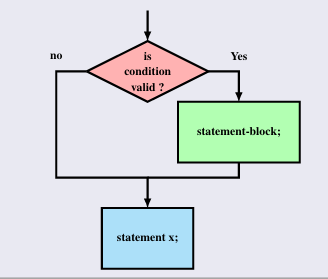 no
is
condition
valid ?
Yes
statement-block;
statement x;